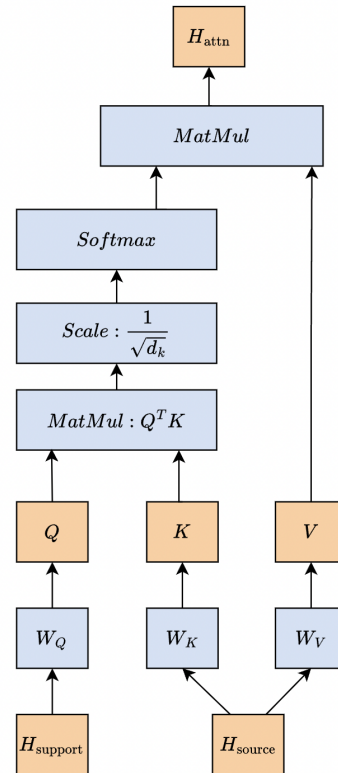 H_attn
MatMul
Softmax
Scale : 1/√d_k
MatMul : Q^T K
Q K V
W_Q W_K W_V
H_support H_source